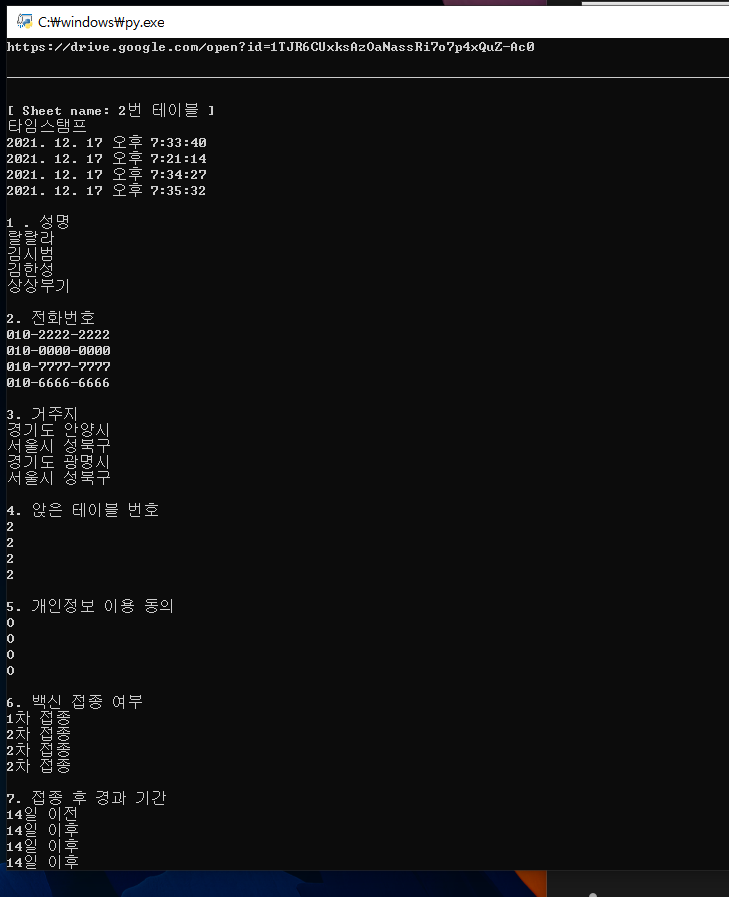 C:₩windows₩py.exe
https://drive.google.com/open?id=1TJR6CUxksAzOaNassRi7o7p4xQuZ-Ac0
[ Sheet name: 2번 테이블 ]
타임스탬프
2021. 12. 17 오후 7:33:40
2021. 12. 17 오후 7:21:14
2021. 12. 17 오후 7:34:27
2021. 12. 17 오후 7:35:32
1 . 성명
랄랄라
김시범
김한성
상상부기
2. 전화번호
010-2222-2222
010-0000-0000
010-7777-7777
010-6666-6666
3. 거주지
경기도 안양시
서울시 성북구
경기도 광명시
서울시 성북구
4. 앉은 테이블 번호
2
2
2
2
5. 개인정보 이용 동의
O
O
O
O
6. 백신 접종 여부
1차 접종
2차 접종
2차 접종
2차 접종
7. 접종 후 경과 기간
14일 이전
14일 이후
14일 이후
14일 이후